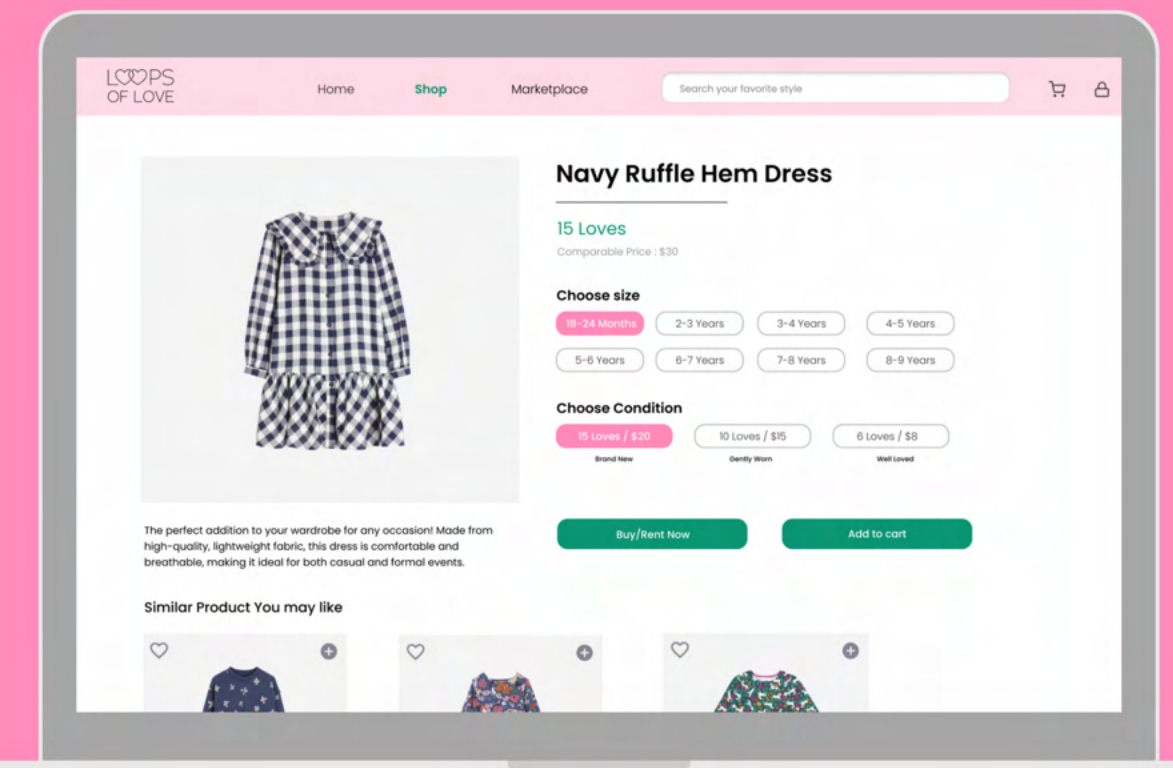 LOOPS
OF LOVE
Home
Shop
Marketplace
Search your favorite style
Navy Ruffle Hem Dress
15 Loves
Comparable Price : $30
Choose size
18-24 Months
2-3 Years
3-4 Years
4-5 Years
5-6 Years
6-7 Years
7-8 Years
8-9 Years
Choose Condition
15 Loves / $20
10 Loves / $15
6 Loves / $8
Brand New
Gently Worn
Well Loved
Buy/Rent Now
Add to cart
The perfect addition to your wardrobe for any occasion! Made from
high-quality, lightweight fabric, this dress is comfortable and
breathable, making it ideal for both casual and formal events.
Similar Product You may like